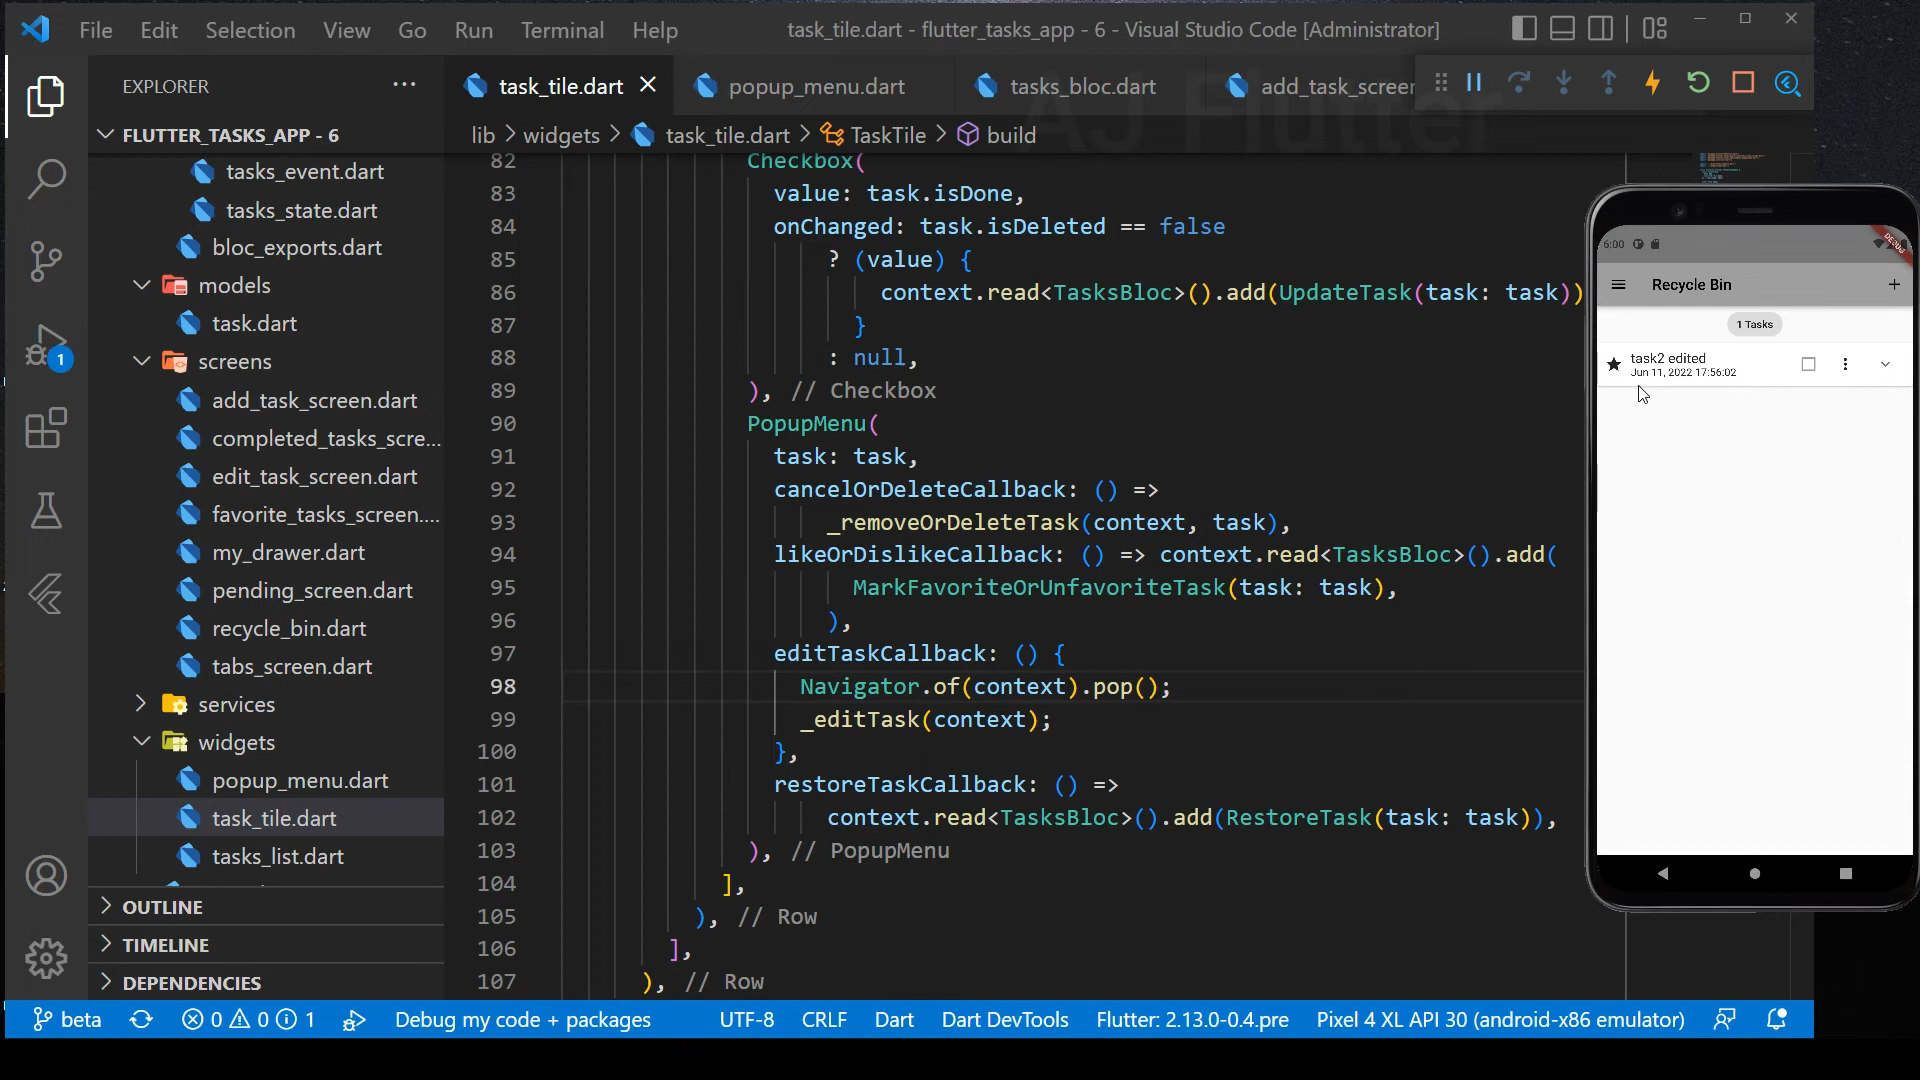 File Edit Selection View Go Run Terminal Help
task_tile.dart - flutter_tasks_app - 6 - Visual Studio Code [Administrator]
EXPLORER
task_tile.dart
popup_menu.dart
tasks_bloc.dart
add_task_screen
AJ Flutter
FLUTTER_TASKS_APP - 6
lib > widgets > task_tile.dart > TaskTile > build
tasks_event.dart
tasks_state.dart
bloc_exports.dart
models
task.dart
screens
add_task_screen.dart
completed_tasks_scre...
edit_task_screen.dart
favorite_tasks_screen....
my_drawer.dart
pending_screen.dart
recycle_bin.dart
tabs_screen.dart
services
widgets
popup_menu.dart
task_tile.dart
tasks_list.dart
OUTLINE
TIMELINE
DEPENDENCIES
1
82 Checkbox(
83 value: task.isDone,
84 onChanged: task.isDeleted == false
85 ? (value) {
86 context.read<TasksBloc>().add(UpdateTask(task: task))
87 }
88 : null,
89 ), // Checkbox
90 PopupMenu(
91 task: task,
92 cancelOrDeleteCallback: () =>
93 _removeOrDeleteTask(context, task),
94 likeOrDislikeCallback: () => context.read<TasksBloc>().add(
95 MarkFavoriteOrUnfavoriteTask(task: task),
96 ),
97 editTaskCallback: () {
98 Navigator.of(context).pop();
99 _editTask(context);
100 },
101 restoreTaskCallback: () =>
102 context.read<TasksBloc>().add(RestoreTask(task: task)),
103 ), // PopupMenu
104 ],
105 ), // Row
106 ],
107 ), // Row
6:00
DEBUG
Recycle Bin
1 Tasks
task2 edited
Jun 11, 2022 17:56:02
beta 0 0 1 Debug my code + packages UTF-8 CRLF Dart Dart DevTools Flutter: 2.13.0-0.4.pre Pixel 4 XL API 30 (android-x86 emulator)